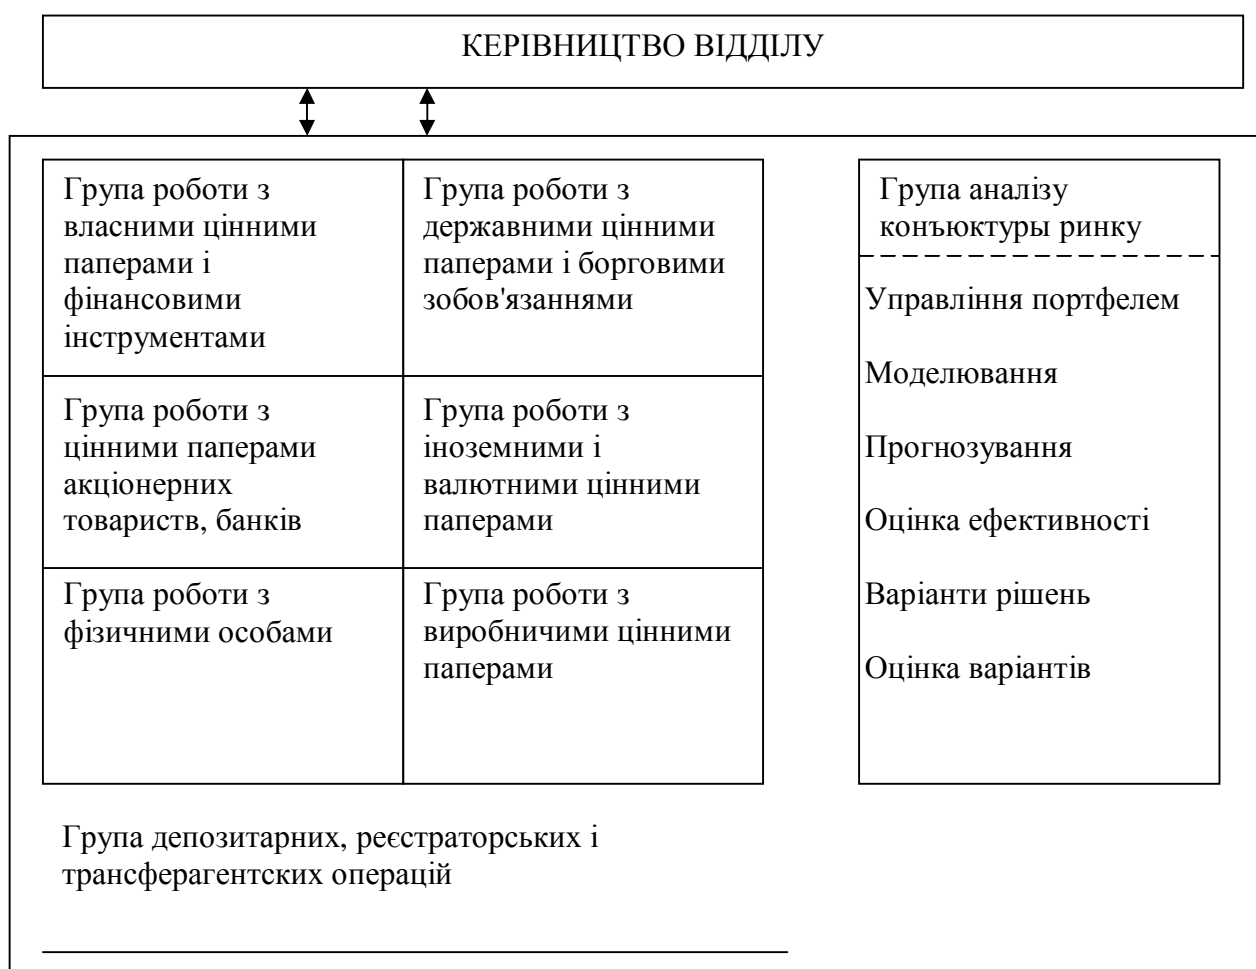 КЕРІВНИЦТВО ВІДДІЛУ
Група роботи з
власними цінними
паперами і
фінансовими
інструментами
Група роботи з
державними цінними
паперами і борговими
зобов'язаннями
Група роботи з
цінними паперами
акціонерних
товариств, банків
Група роботи з
іноземними і
валютними цінними
паперами
Група роботи з
фізичними особами
Група роботи з
виробничими цінними
паперами
Група аналізу
конъюктуры ринку
Управління портфелем
Моделювання
Прогнозування
Оцінка ефективності
Варіанти рішень
Оцінка варіантів
Група депозитарних, реєстраторських і
трансферагентских операцій